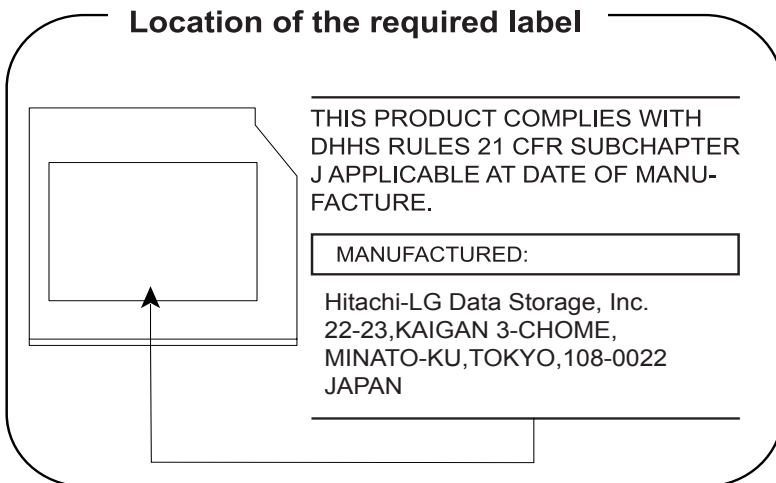 Location of the required label
THIS PRODUCT COMPLIES WITH
DHHS RULES 21 CFR SUBCHAPTER
J APPLICABLE AT DATE OF MANU-
FACTURE.
MANUFACTURED:
Hitachi-LG Data Storage, Inc.
22-23,KAIGAN 3-CHOME,
MINATO-KU,TOKYO,108-0022
JAPAN